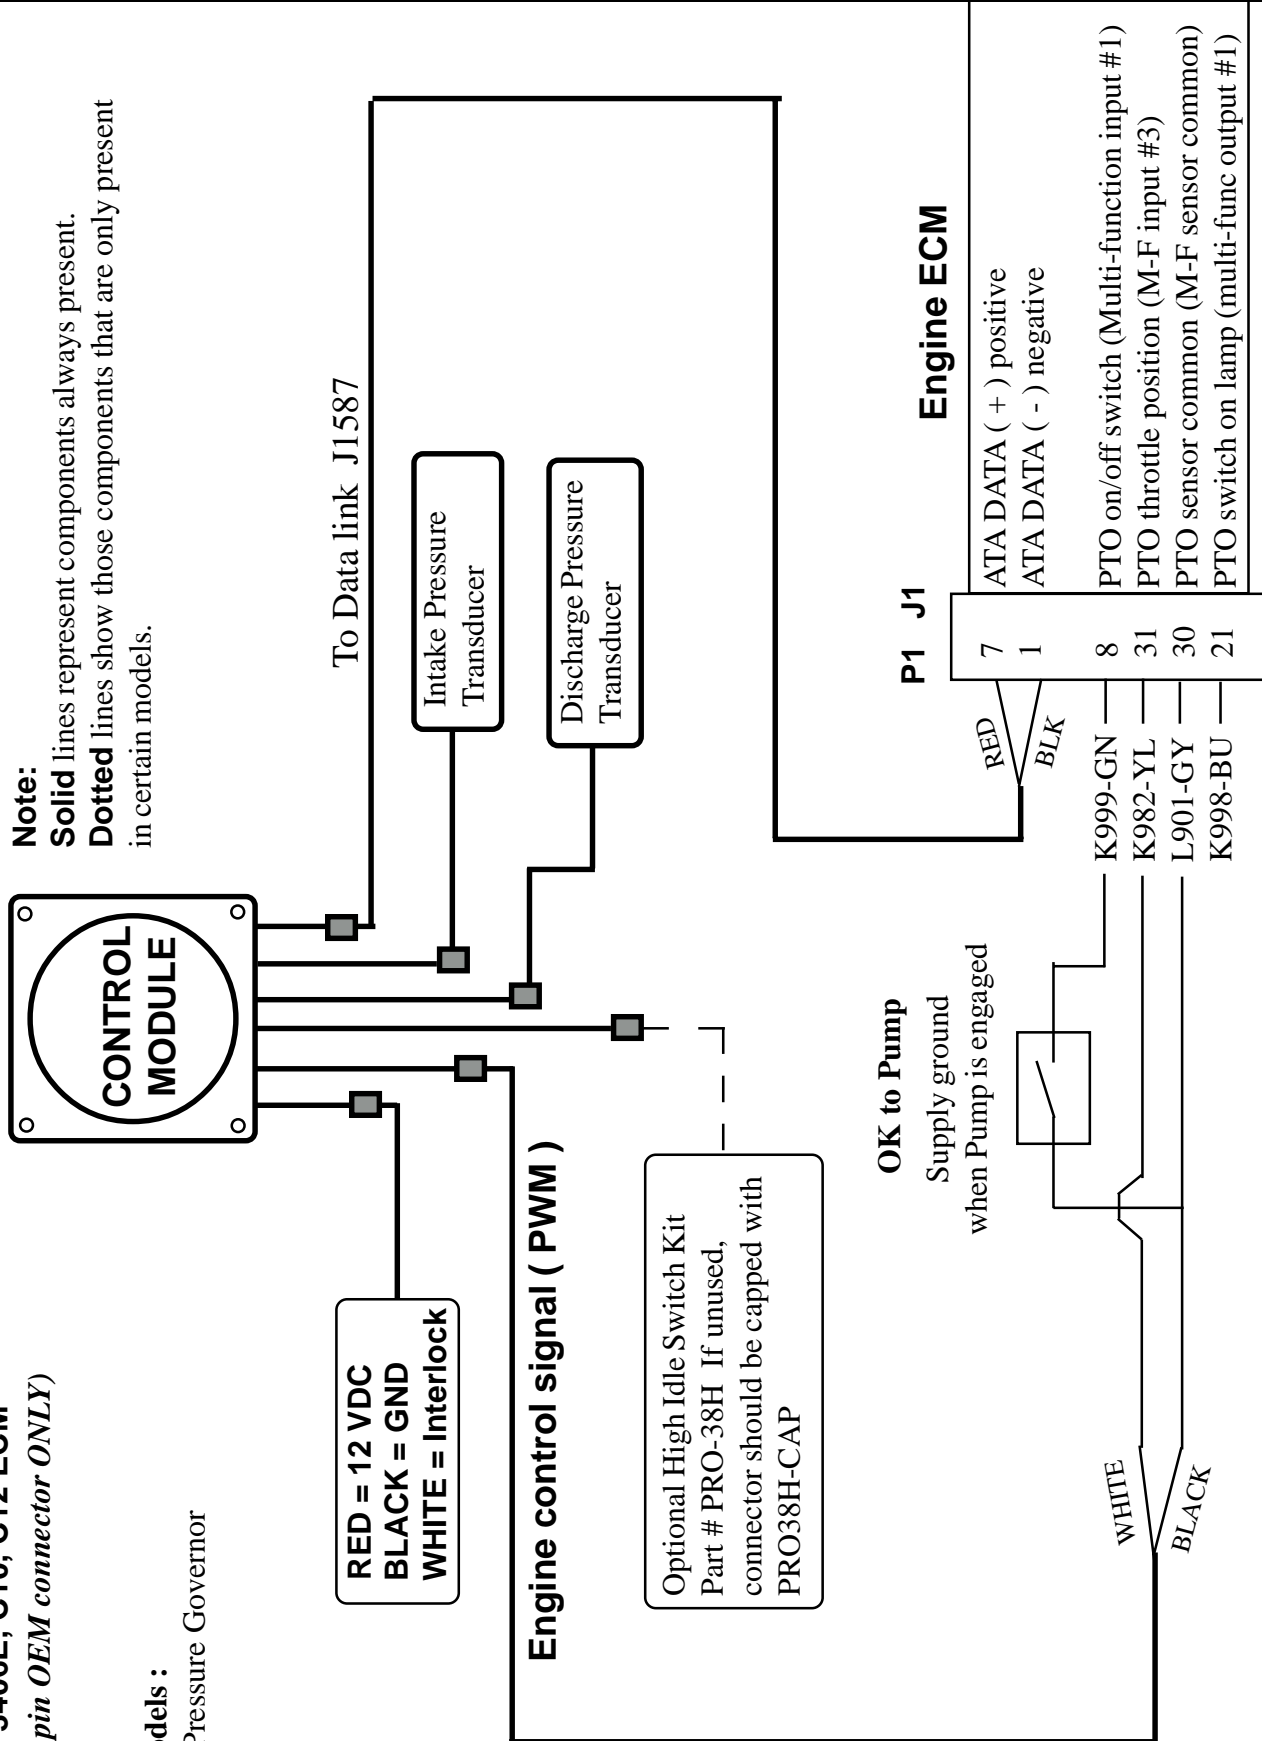 3406E, C10, C12 ECM
pin OEM connector ONLY)
Pressure Governor
Note:
Solid lines represent components always present.
Dotted lines show those components that are only present
in certain models.
CONTROL
MODULE
RED = 12 VDC
BLACK = GND
WHITE = Interlock
To Data link J1587
Intake Pressure
Transducer
Discharge Pressure
Transducer
Engine control signal ( PWM )
Optional High Idle Switch Kit
Part # PRO-38H If unused,
connector should be capped with
PRO38H-CAP
OK to Pump
Supply ground
when Pump is engaged
Engine ECM
P1 J1
RED
BLK
7 ATA DATA ( + ) positive
1 ATA DATA ( - ) negative
K999-GN 8 PTO on/off switch (Multi-function input #1)
K982-YL 31 PTO throttle position (M-F input #3)
L901-GY 30 PTO sensor common (M-F sensor common)
K998-BU 21 PTO switch on lamp (multi-func output #1)
WHITE
BLACK